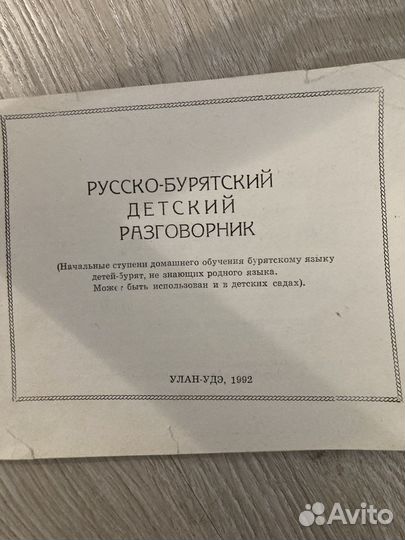 РУССКО-БУРЯТСКИЙ
ДЕТСКИЙ
РАЗГОВОРНИК
(Начальные ступени домашнего обучения бурятскому языку
детей-бурят, не знающих родного языка.
Может быть использован и в детских садах).
УЛАН-УДЭ, 1992
Avito